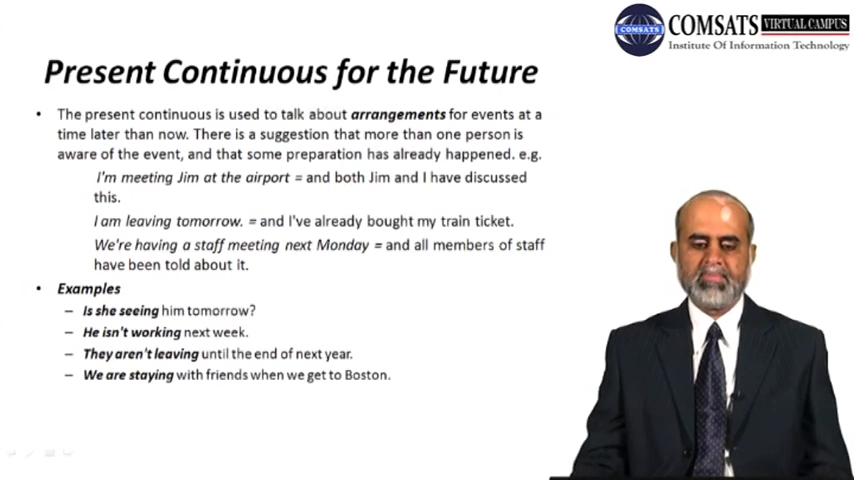 COMSATS
COMSATS VIRTUAL CAMPUS
Institute Of Information Technology
Present Continuous for the Future
• The present continuous is used to talk about arrangements for events at a
time later than now. There is a suggestion that more than one person is
aware of the event, and that some preparation has already happened. e.g.
I'm meeting Jim at the airport = and both Jim and I have discussed
this.
I am leaving tomorrow. = and I've already bought my train ticket.
We're having a staff meeting next Monday = and all members of staff
have been told about it.
• Examples
– Is she seeing him tomorrow?
– He isn't working next week.
– They aren't leaving until the end of next year.
– We are staying with friends when we get to Boston.